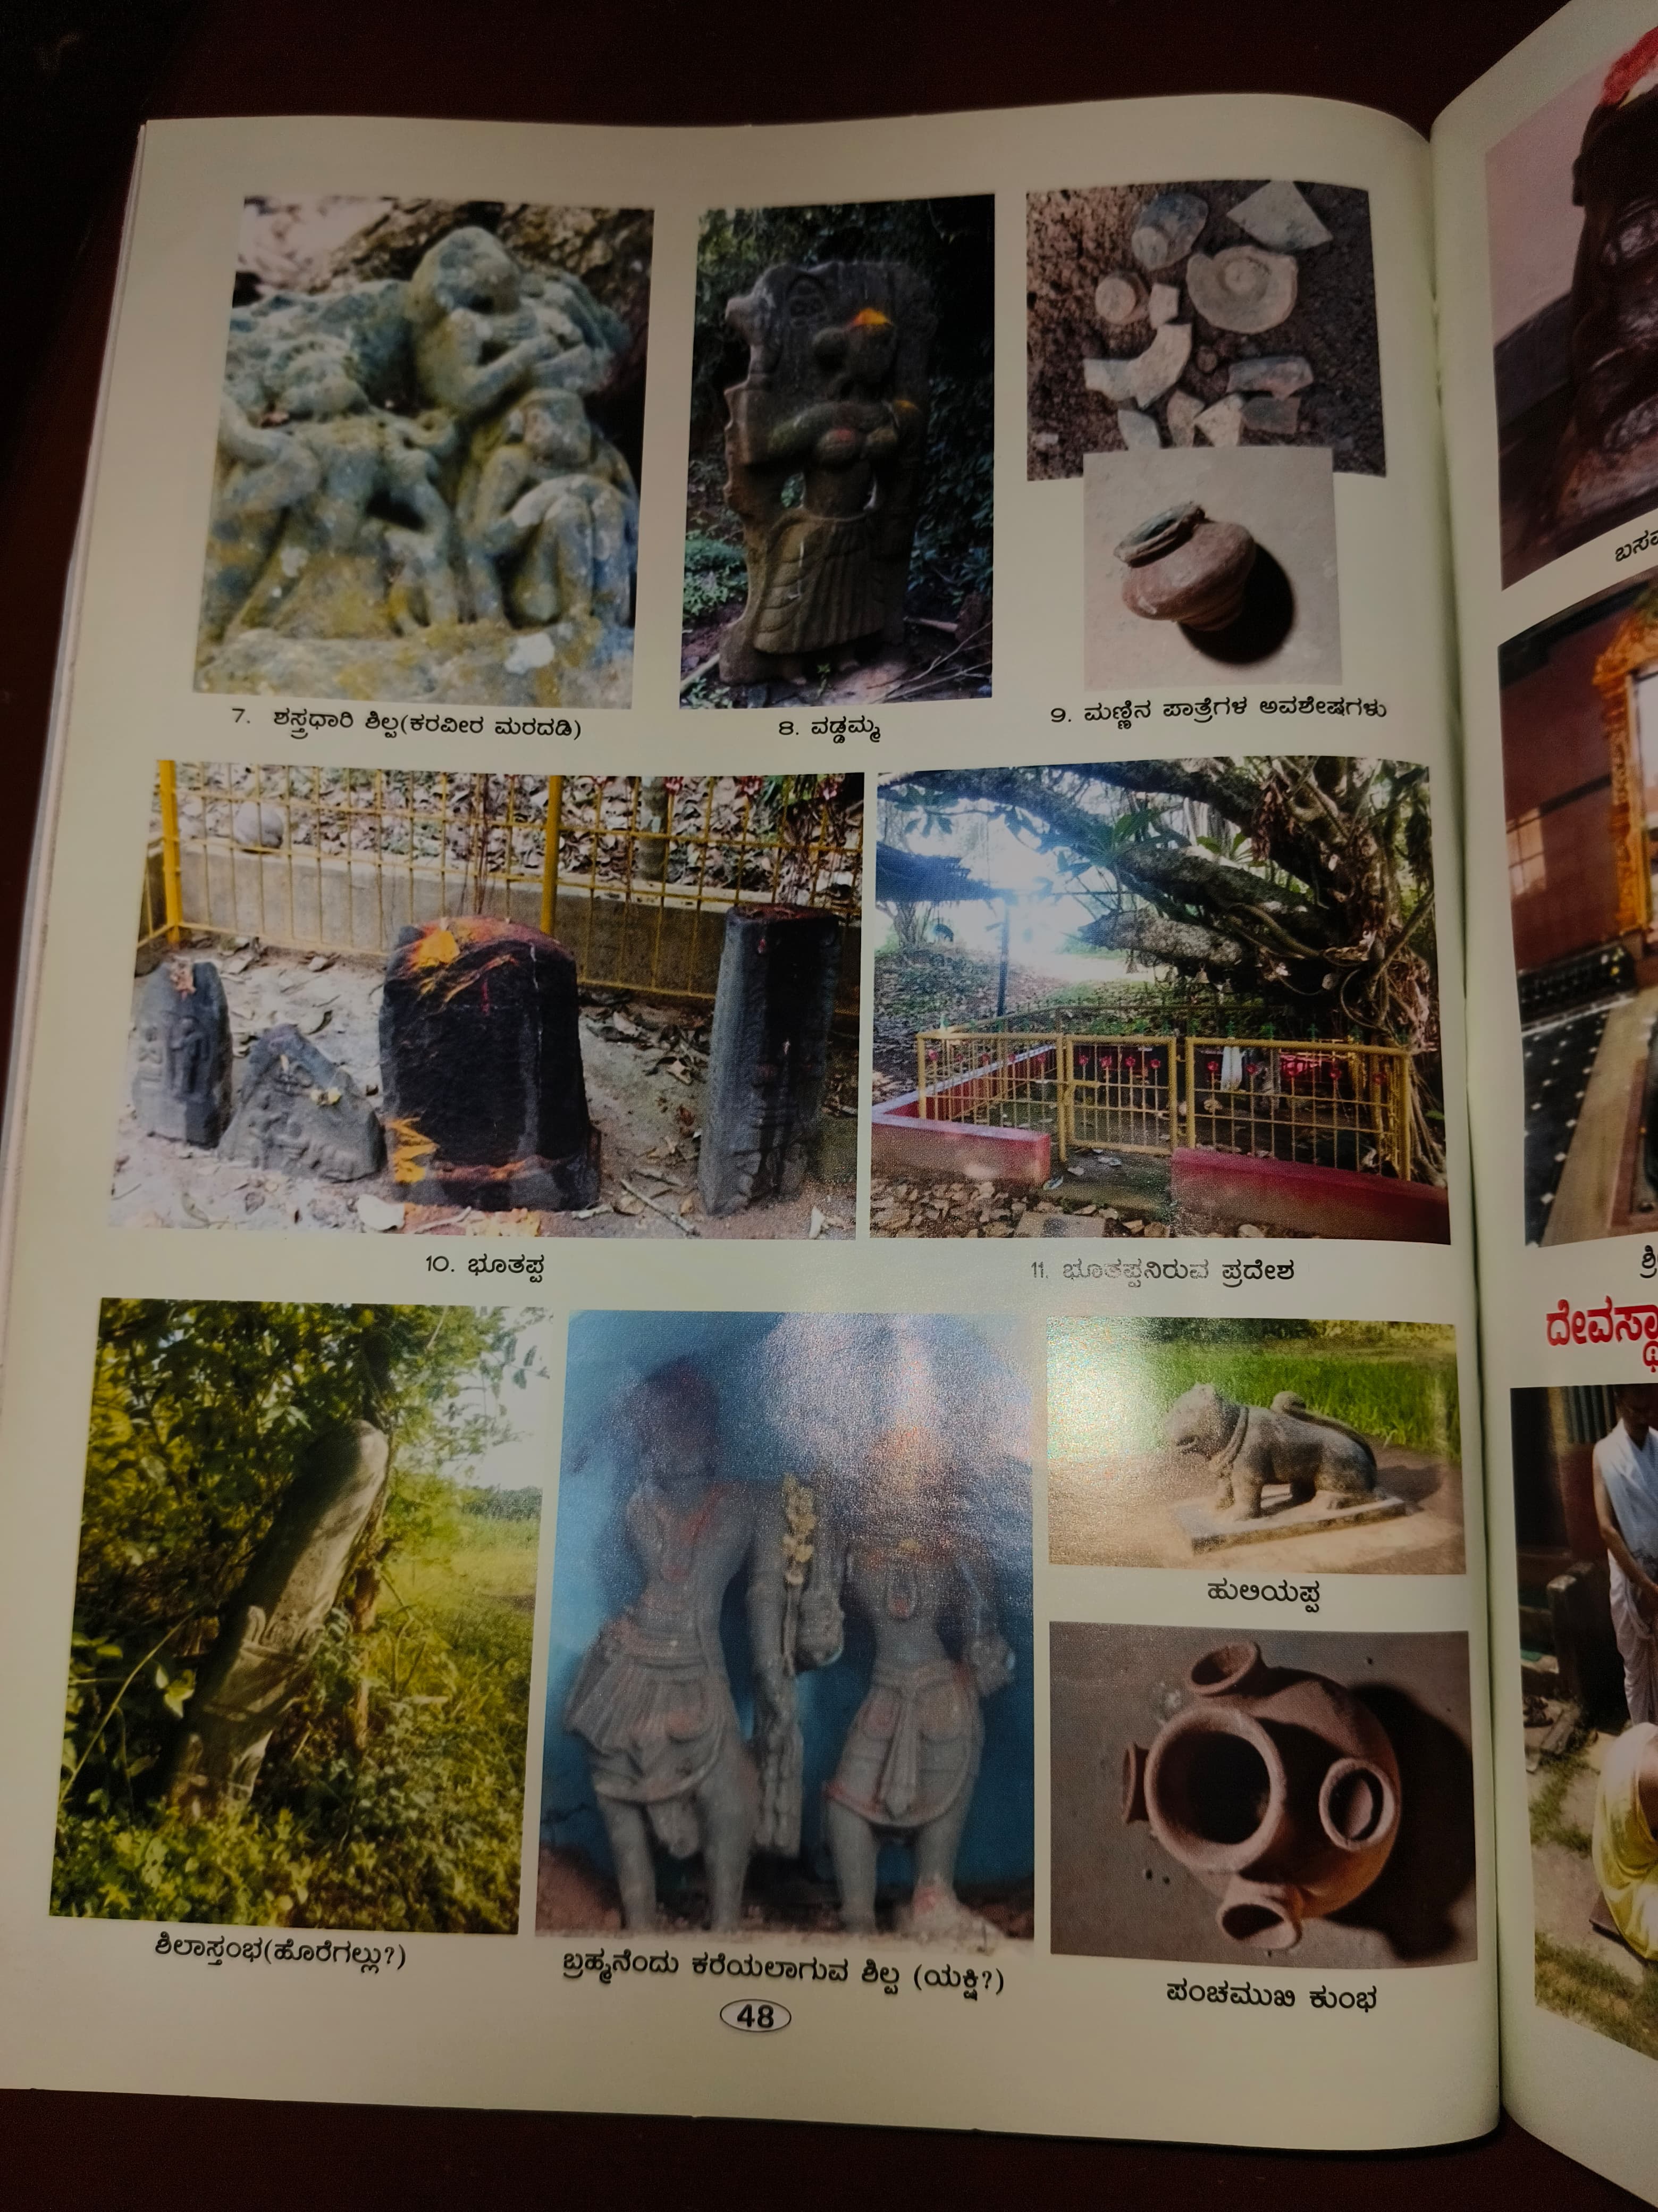 7. ಶಸ್ತ್ರಧಾರಿ ಶಿಲ್ಪ(ಕರವೀರ ಮರದಡಿ)
8. ವಡ್ಡಮ್ಮ
9. ಮಣ್ಣಿನ ಪಾತ್ರೆಗಳ ಅವಶೇಷಗಳು
10. ಭೂತಪ್ಪ
11. ಭೂತಪ್ಪನಿರುವ ಪ್ರದೇಶ
ಹುಲಿಯಪ್ಪ
ಶಿಲಾಸ್ತಂಭ(ಹೊರೆಗಲ್ಲು?)
ಬ್ರಹ್ಮನೆಂದು ಕರೆಯಲಾಗುವ ಶಿಲ್ಪ (ಯಕ್ಷಿ?)
ಪಂಚಮುಖಿ ಕುಂಭ
48